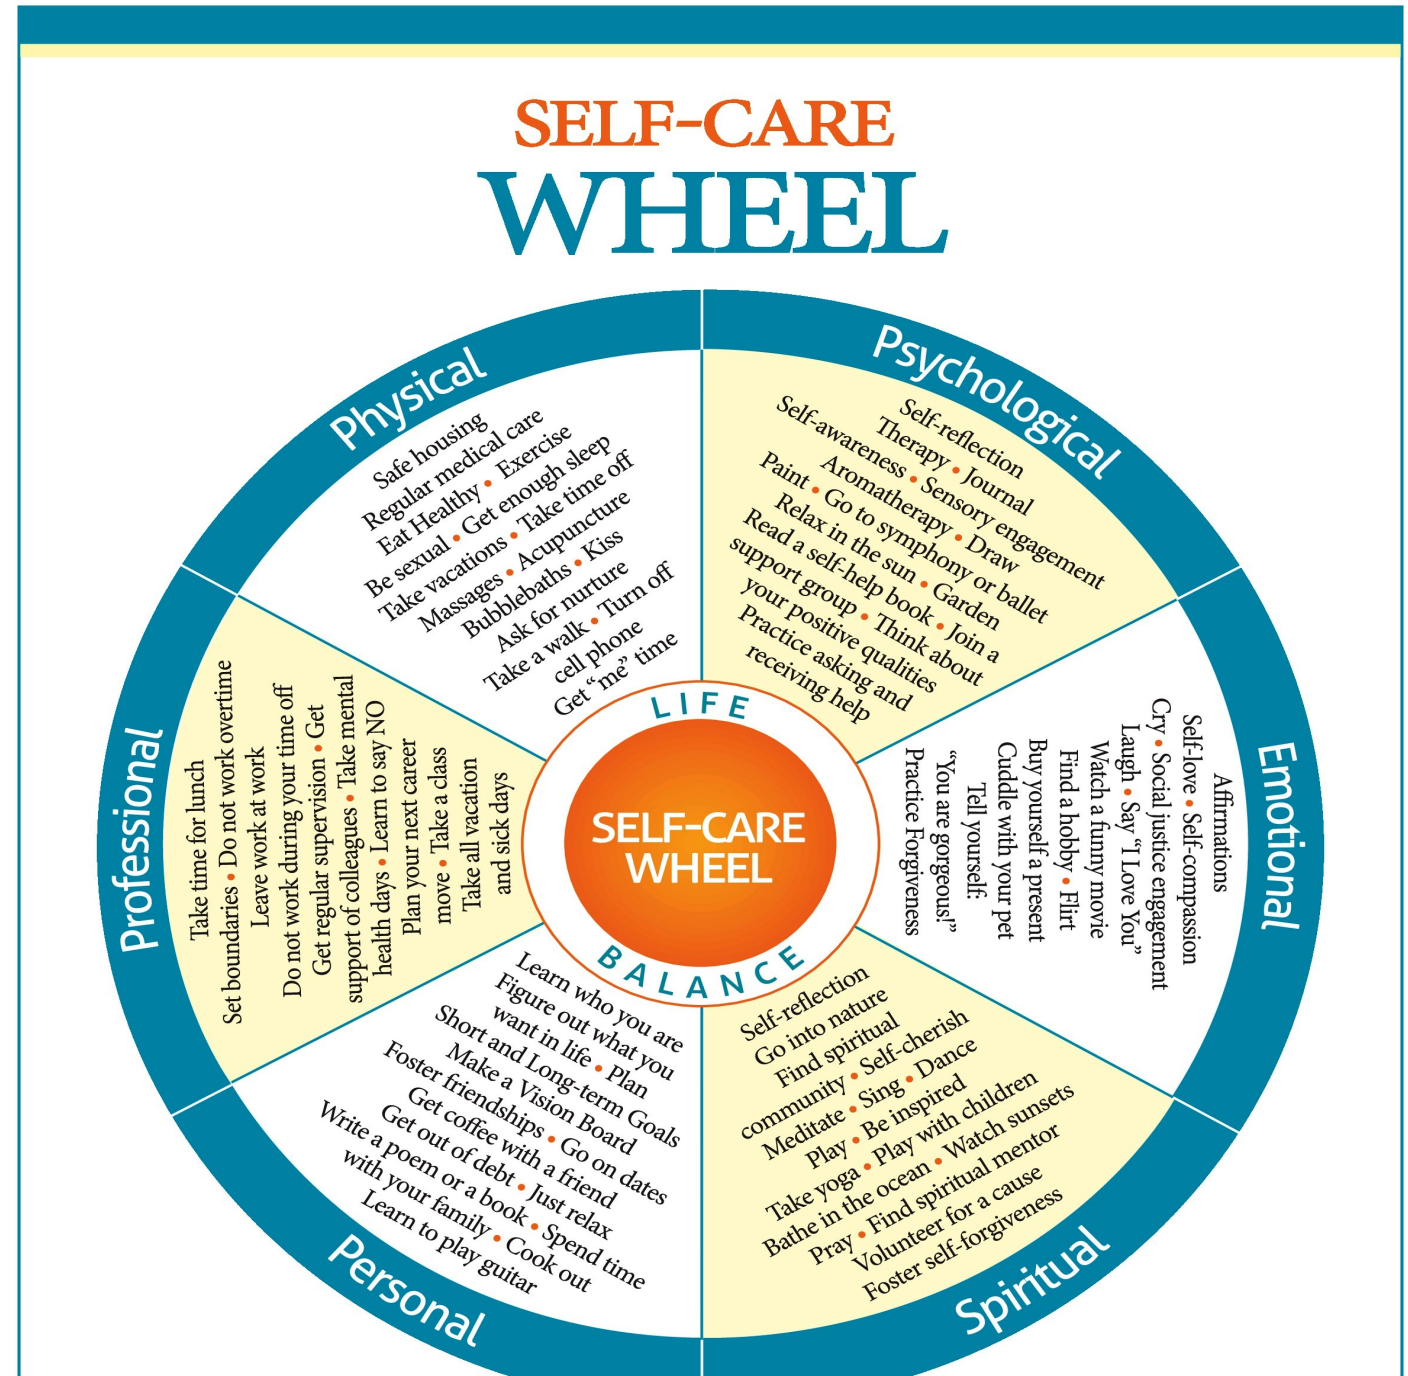 SELF-CARE
WHEEL
Physical
Safe housing
Regular medical care
Eat Healthy • Exercise
Be sexual • Get enough sleep
Take vacations • Take time off
Massages • Acupuncture
Bubblebaths • Kiss
Ask for nurture
Take a walk • Turn off
cell phone
Get “me” time
Psychological
Self-reflection
Therapy • Journal
Self-awareness • Sensory engagement
Aromatherapy • Draw
Paint • Go to symphony or ballet
Relax in the sun • Garden
Read a self-help book • Join a
support group • Think about
your positive qualities
Practice asking and
receiving help
Emotional
Affirmations
Self-love • Self-compassion
Cry • Social justice engagement
Laugh • Say “I Love You”
Watch a funny movie
Find a hobby • Flirt
Buy yourself a present
Cuddle with your pet
Tell yourself:
“You are gorgeous!”
Practice Forgiveness
Spiritual
Self-reflection
Go into nature
Find spiritual
community • Self-cherish
Meditate • Sing • Dance
Play • Be inspired
Take yoga • Play with children
Bathe in the ocean • Watch sunsets
Pray • Find spiritual mentor
Volunteer for a cause
Foster self-forgiveness
Personal
Learn who you are
Figure out what you
want in life • Plan
Short and Long-term Goals
Make a Vision Board
Foster friendships • Go on dates
Get coffee with a friend
Get out of debt • Just relax
Write a poem or a book • Spend time
with your family • Cook out
Learn to play guitar
Professional
Take time for lunch
Set boundaries • Do not work overtime
Leave work at work
Do not work during your time off
Get regular supervision • Get
support of colleagues • Take mental
health days • Learn to say NO
Plan your next career
move • Take a class
Take all vacation
and sick days
LIFE
SELF-CARE
WHEEL
BALANCE